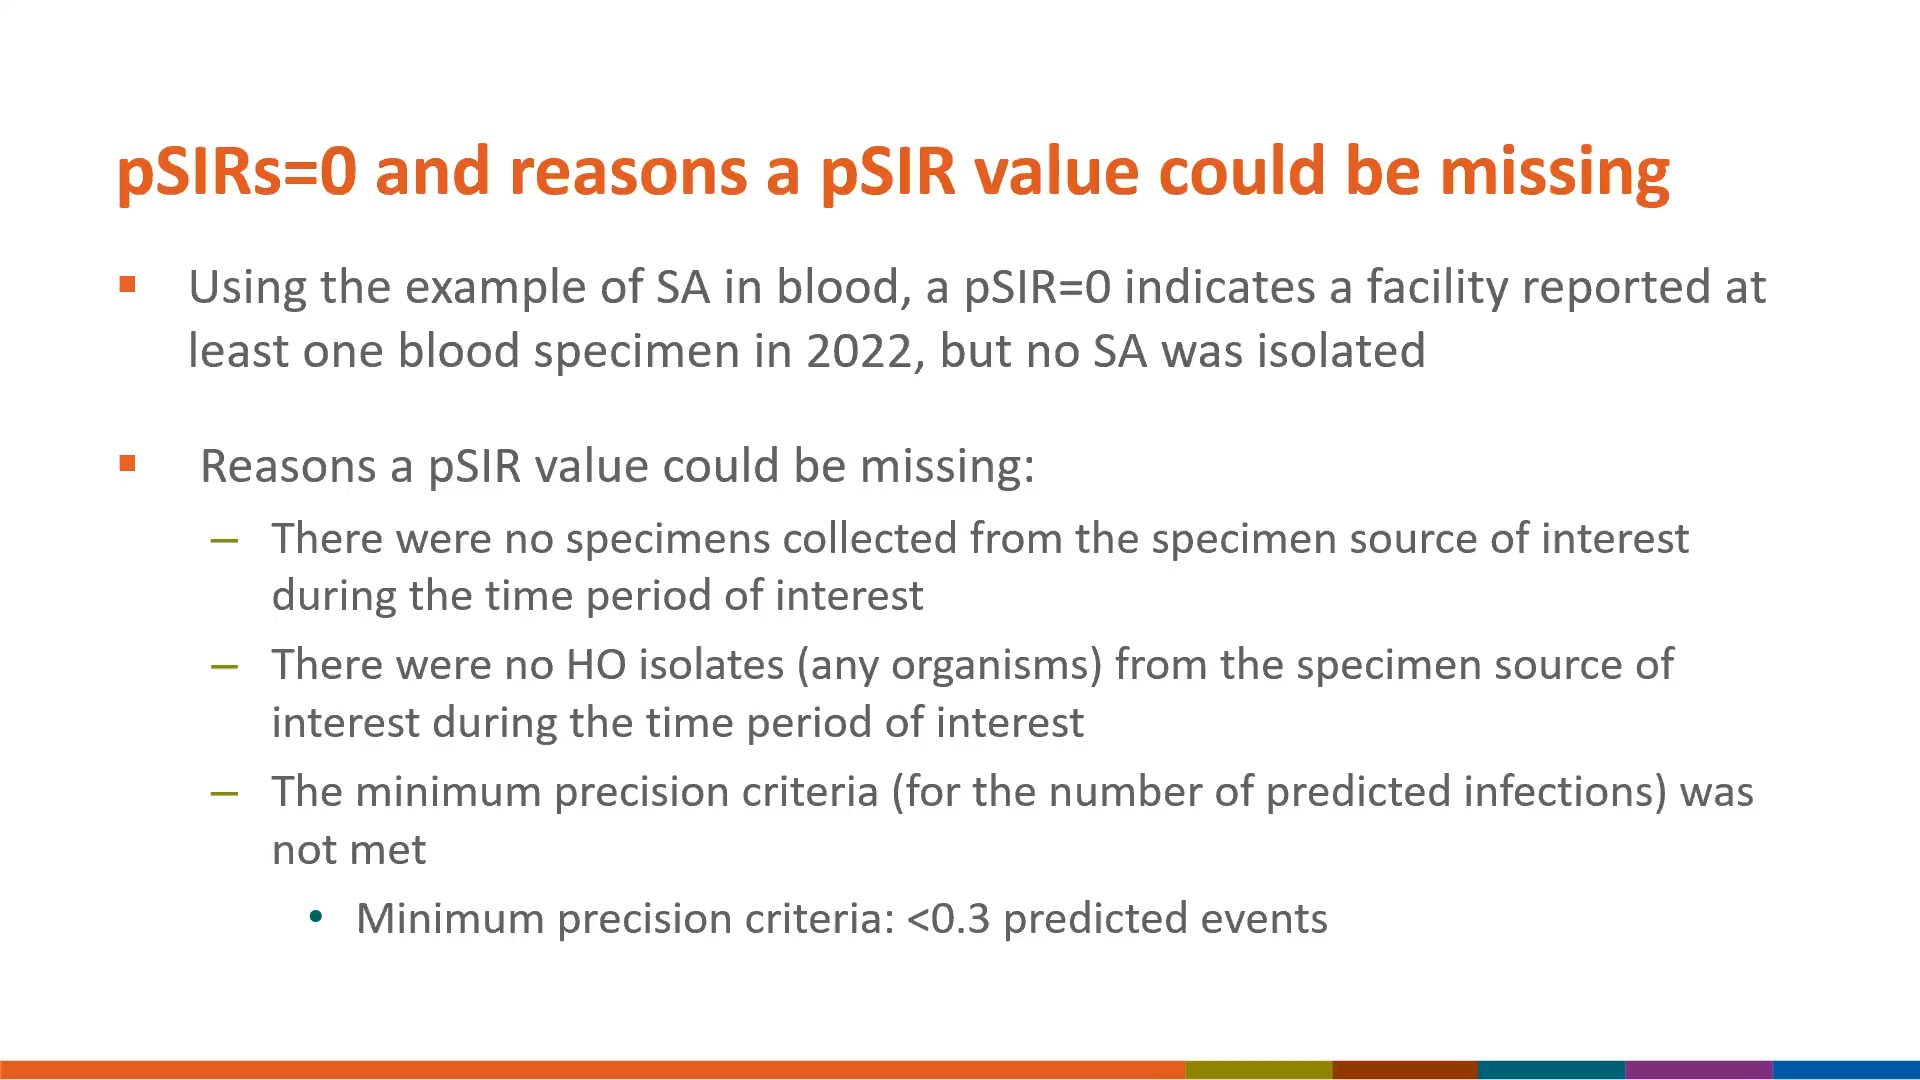 pSIRs=0 and reasons a pSIR value could be missing
▪ Using the example of SA in blood, a pSIR=0 indicates a facility reported at
least one blood specimen in 2022, but no SA was isolated
▪ Reasons a pSIR value could be missing:
– There were no specimens collected from the specimen source of interest
during the time period of interest
– There were no HO isolates (any organisms) from the specimen source of
interest during the time period of interest
– The minimum precision criteria (for the number of predicted infections) was
not met
• Minimum precision criteria: <0.3 predicted events